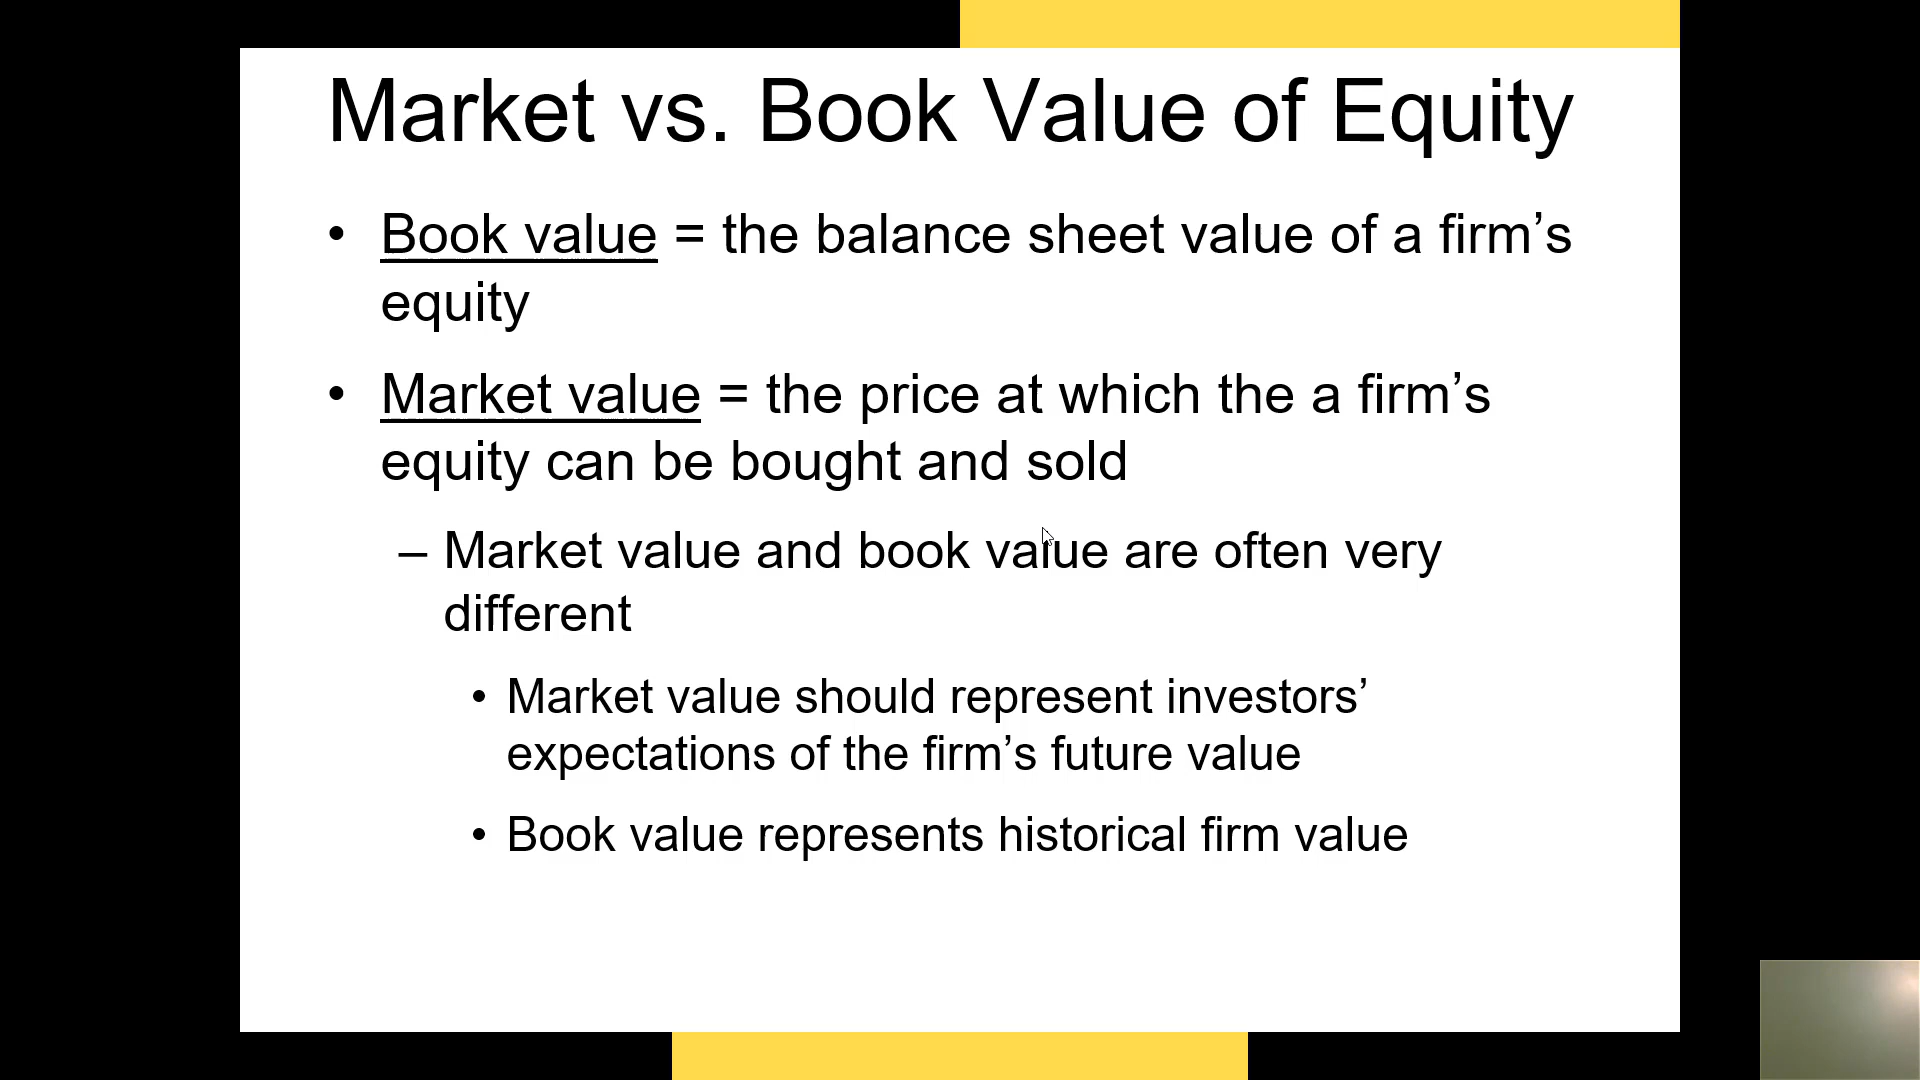 Market vs. Book Value of Equity
• Book value = the balance sheet value of a firm’s
equity
• Market value = the price at which the a firm’s
equity can be bought and sold
– Market value and book value are often very
different
• Market value should represent investors’
expectations of the firm’s future value
• Book value represents historical firm value